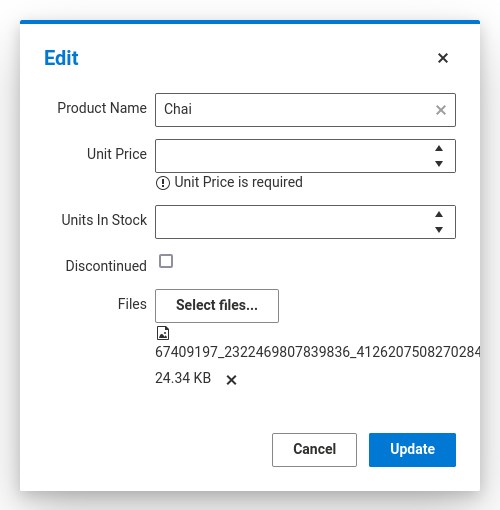 Edit
Product Name Chai
Unit Price
Unit Price is required
Units In Stock
Discontinued
Files Select files...
67409197_2322469807839836_4126207508270284
24.34 KB
Cancel Update